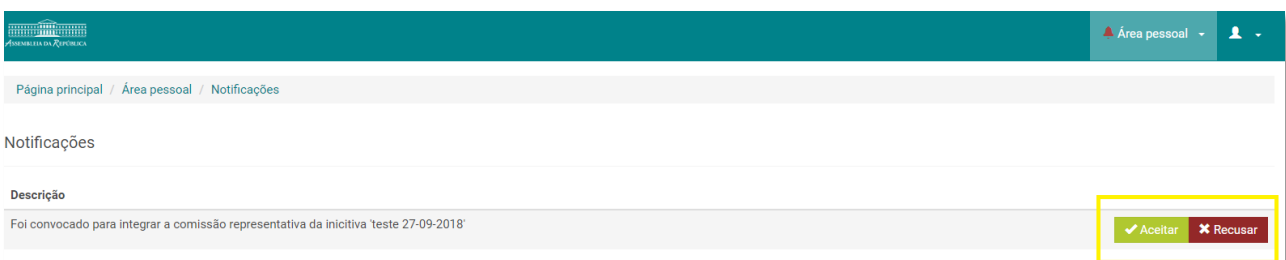 ASSEMBLEIA DA REPÚBLICA
Área pessoal
Página principal / Área pessoal / Notificações
Notificações
Descrição
Foi convocado para integrar a comissão representativa da inicitiva 'teste 27-09-2018'
Aceitar Recusar